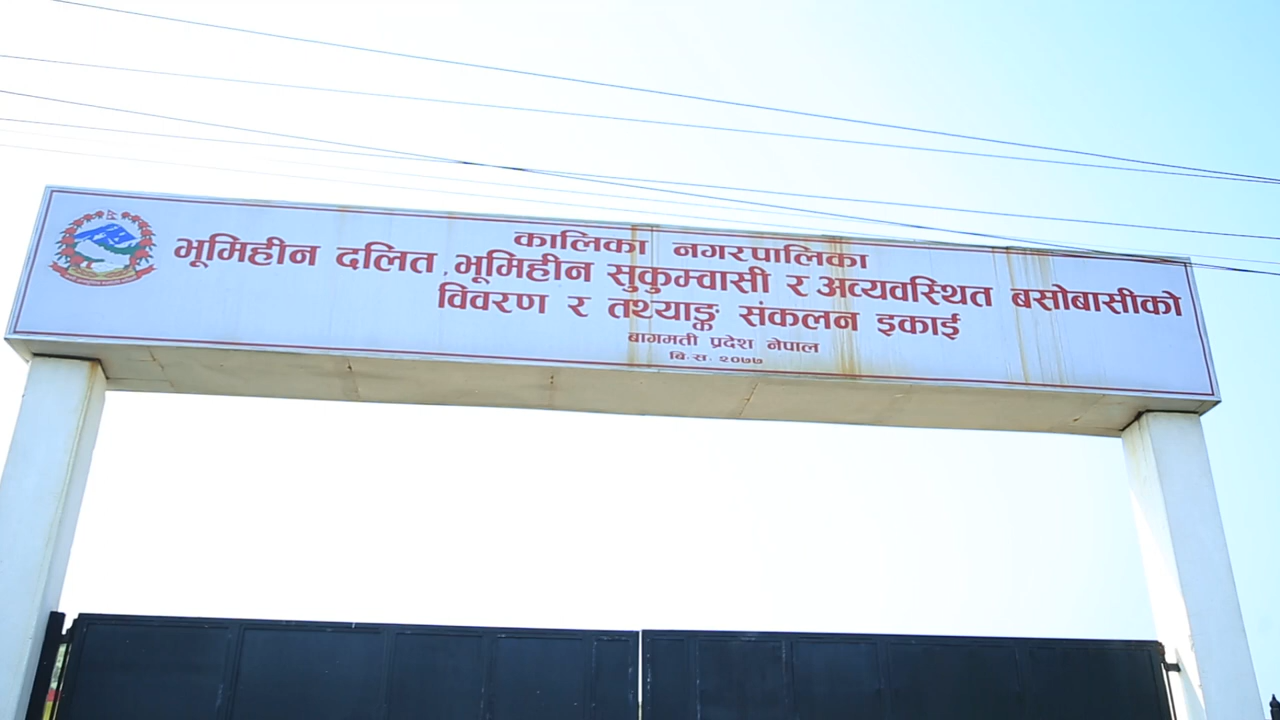 कालिका नगरपालिका
भूमिहीन दलित, भूमिहीन सुकुम्वासी र अव्यवस्थित बसोबासीको
विवरण र तथ्याङ्क संकलन इकाई
बागमती प्रदेश नेपाल
बि.स. २०७७